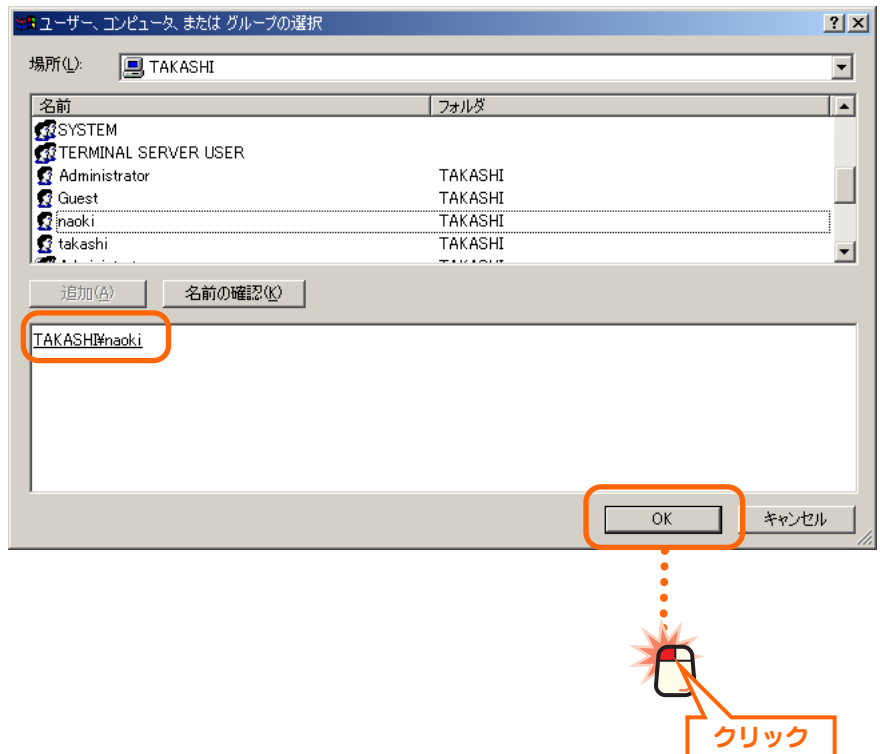 ユーザー、コンピュータ、または グループの選択
場所(L): TAKASHI
名前 フォルダ
SYSTEM
TERMINAL SERVER USER
Administrator TAKASHI
Guest TAKASHI
naoki TAKASHI
takashi TAKASHI
追加(A) 名前の確認(K)
TAKASHI¥naoki
OK キャンセル
クリック